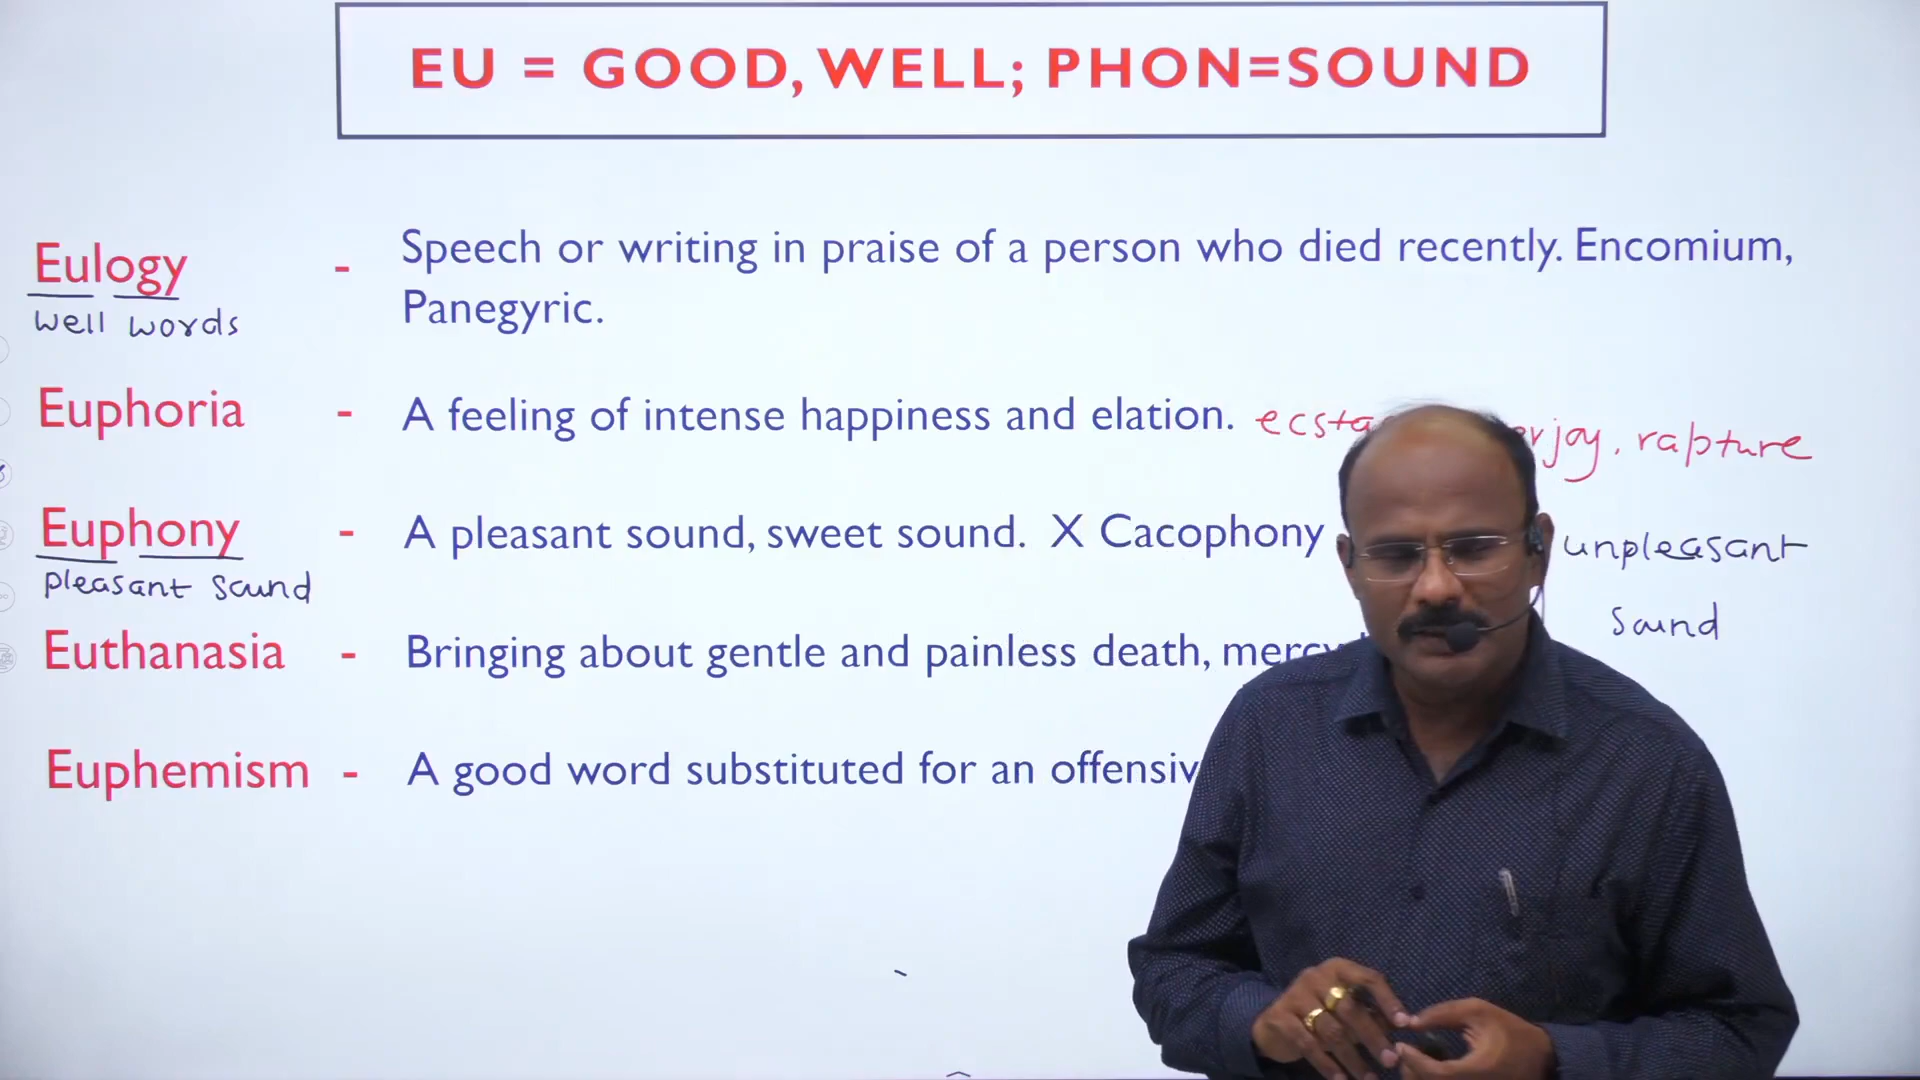 EU = GOOD, WELL; PHON=SOUND
Eulogy - Speech or writing in praise of a person who died recently. Encomium,
Panegyric.
well words
Euphoria - A feeling of intense happiness and elation. rapture
Euphony - A pleasant sound, sweet sound. X Cacophony unpleasant
pleasant sound sound
Euthanasia - Bringing about gentle and painless death,
Euphemism - A good word substituted for an